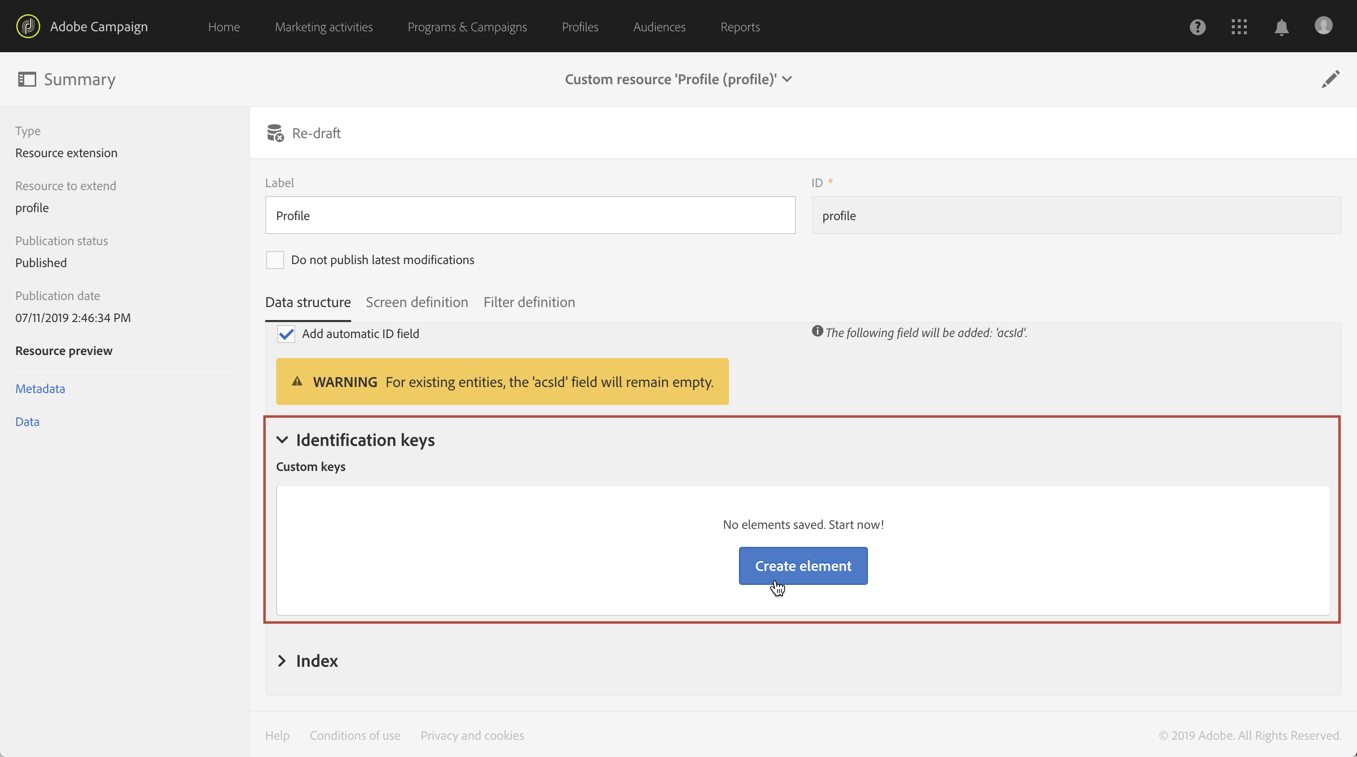 Adobe Campaign Home Marketing activities Programs & Campaigns Profiles Audiences Reports
Summary
Custom resource 'Profile (profile)'
Type
Resource extension
Resource to extend
profile
Publication status
Published
Publication date
07/11/2019 2:46:34 PM
Resource preview
Metadata
Data
Re-draft
Label
ID *
Profile
profile
Do not publish latest modifications
Data structure Screen definition Filter definition
Add automatic ID field
The following field will be added: 'acsId'.
WARNING For existing entities, the 'acsId' field will remain empty.
Identification keys
Custom keys
No elements saved. Start now!
Create element
Index
Help Conditions of use Privacy and cookies
© 2019 Adobe. All Rights Reserved.